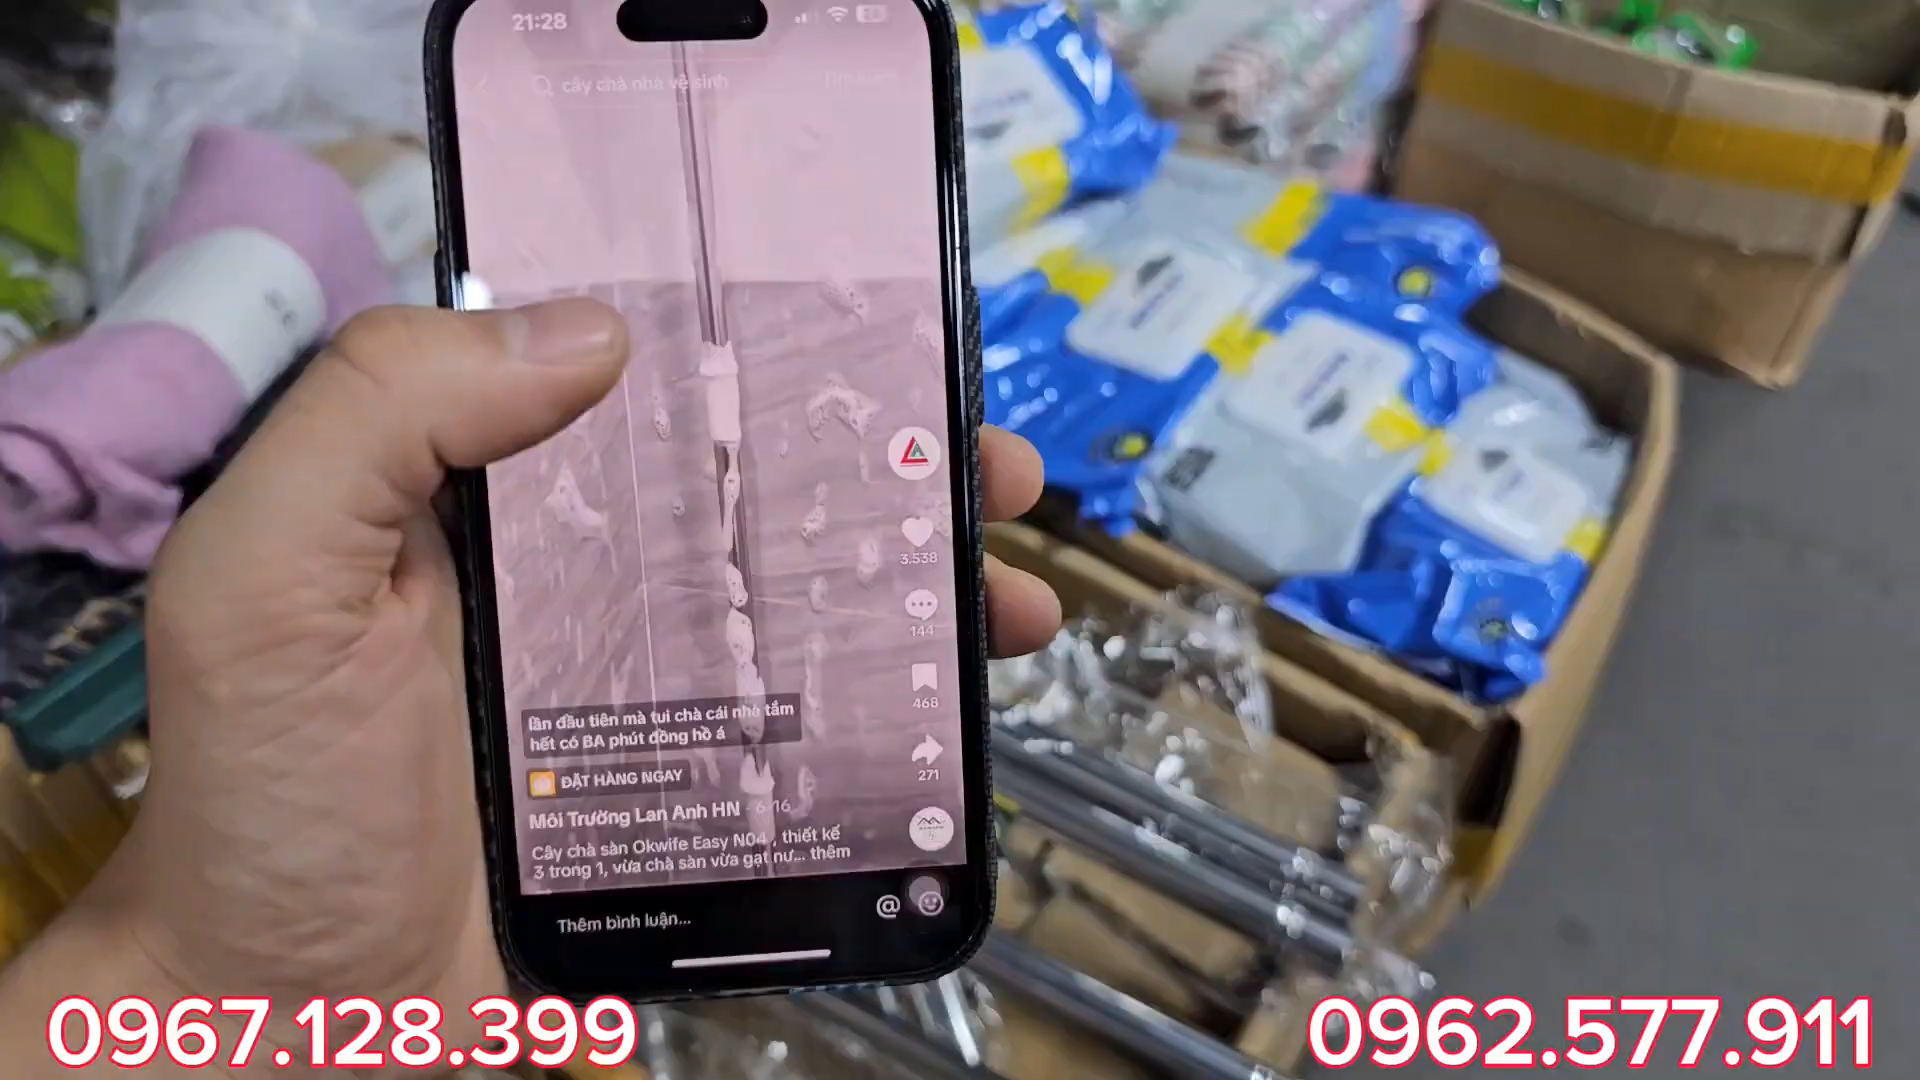 21:28
cây chà nhà vệ sinh
3.538
144
468
271
lần đầu tiên mà tui chà cái nhà tắm
hết có BA phút đồng hồ á
ĐẶT HÀNG NGAY
Môi Trường Lan Anh HN · 6-16
Cây chà sàn Okwife Easy N04 , thiết kế
3 trong 1, vừa chà sàn vừa gạt nư... thêm
Thêm bình luận...
@
0967.128.399
0962.577.911